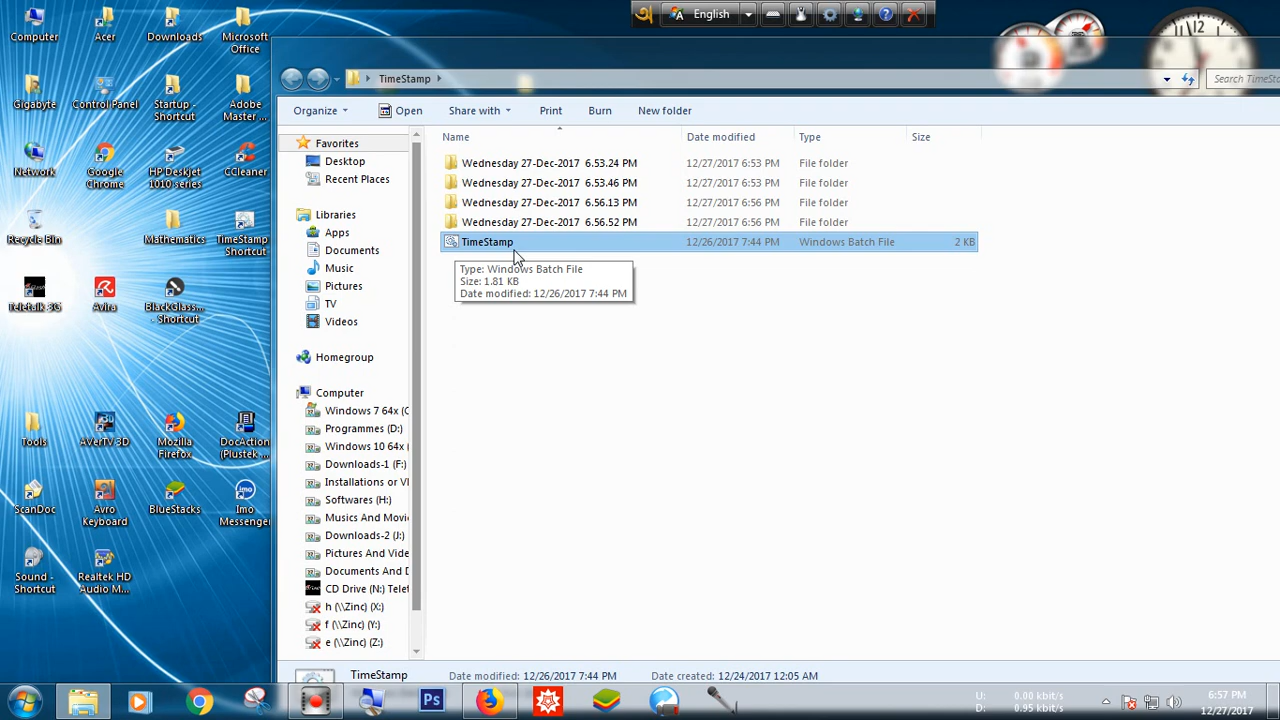 English
Computer
Acer
Downloads
Microsoft
Office
TimeStamp
Search TimeSta
Gigabyte
Control Panel
Startup -
Shortcut
Adobe
Master ...
Organize
Open
Share with
Print
Burn
New folder
Favorites
Name
Date modified
Type
Size
Network
Google
Chrome
HP Deskjet
1010 series
CCleaner
Desktop
Recent Places
Wednesday 27-Dec-2017 6.53.24 PM
12/27/2017 6:53 PM
File folder
Wednesday 27-Dec-2017 6.53.46 PM
12/27/2017 6:53 PM
File folder
Wednesday 27-Dec-2017 6.56.13 PM
12/27/2017 6:56 PM
File folder
Wednesday 27-Dec-2017 6.56.52 PM
12/27/2017 6:56 PM
File folder
TimeStamp
12/26/2017 7:44 PM
Windows Batch File
2 KB
Type: Windows Batch File
Size: 1.81 KB
Date modified: 12/26/2017 7:44 PM
Recycle Bin
Mathematics
TimeStamp
Shortcut
Libraries
Apps
Documents
Music
Pictures
TV
Videos
Teletalk 3G
Avira
BlackGlass...
- Shortcut
Homegroup
Computer
Windows 7 64x (C
Programmes (D:)
Windows 10 64x (
Downloads-1 (F:)
Installations or VI
Softwares (H:)
Musics And Movi
Downloads-2 (J:)
Pictures And Vide
Documents And D
CD Drive (N:) Telet
h (\\Zinc) (X:)
f (\\Zinc) (Y:)
e (\\Zinc) (Z:)
Tools
AVerTV 3D
Mozilla
Firefox
DocAction
(Plustek ...
ScanDoc
Avro
Keyboard
BlueStacks
Imo
Messenger
Sound -
Shortcut
Realtek HD
Audio M...
TimeStamp
Date modified: 12/26/2017 7:44 PM
Date created: 12/24/2017 12:05 AM
Ps
U: 0.00 kbit/s
D: 0.95 kbit/s
6:57 PM
12/27/2017
12